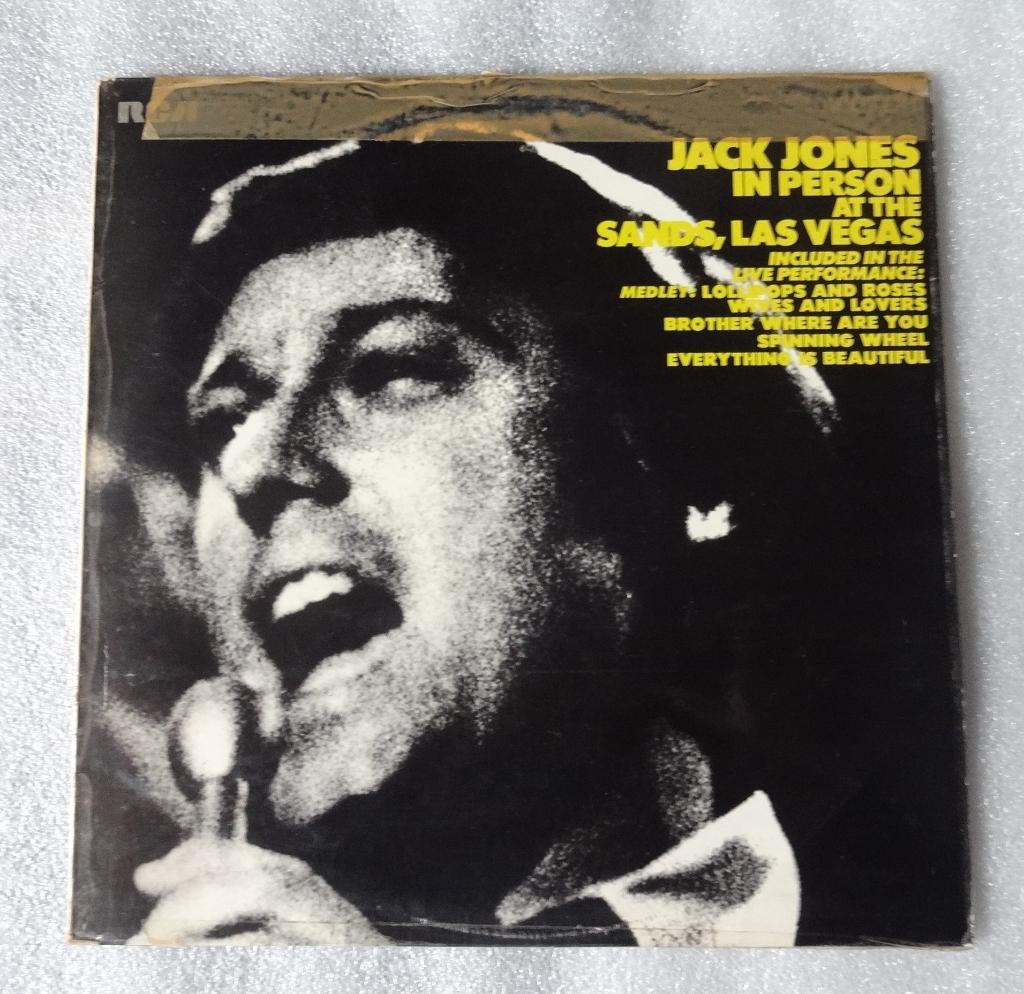 RCA
JACK JONES
IN PERSON
AT THE
SANDS, LAS VEGAS
INCLUDED IN THE
LIVE PERFORMANCE:
MEDLEY: LOLLIPOPS AND ROSES
WIVES AND LOVERS
BROTHER WHERE ARE YOU
SPINNING WHEEL
EVERYTHING IS BEAUTIFUL